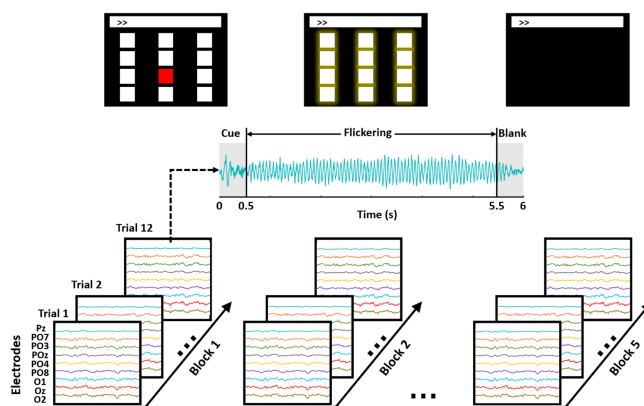 >>
>>
>>
Cue
Flickering
Blank
0 0.5 5.5 6
Time (s)
Trial 12
Trial 2
Trial 1
Electrodes
Pz
PO7
PO3
POz
PO4
PO8
O1
Oz
O2
...
Block 1
...
Block 2
...
...
Block 5